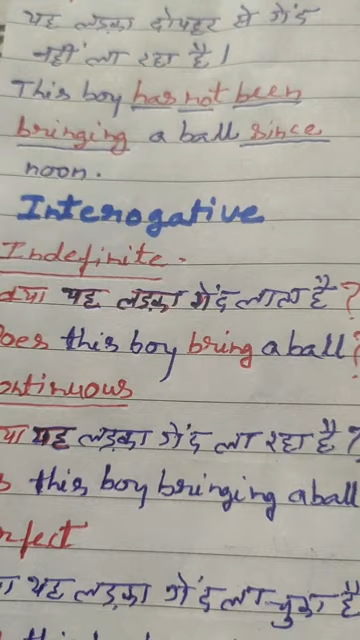 यह लड़का दोपहर से गेंद
नहीं ला रहा है।
This boy has not been
bringing a ball since
noon.
Interogative
Indefinite.
क्या यह लड़का गेंद लाता है?
Does this boy bring a ball?
ontinuous
या यह लड़का गेंद ला रहा है?
s this boy bringing a ball
rfect
यह लड़का गेंद ला चुका है